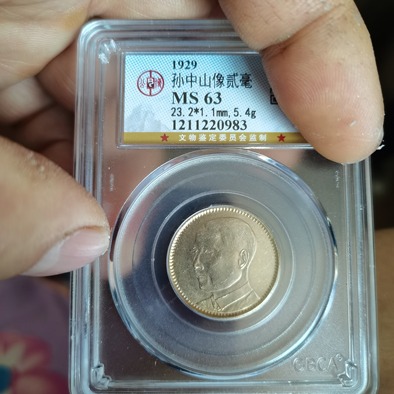 1929
孙中山像贰毫
MS 63
23.2*1.1mm,5.4g
1211220983
★ 文物鉴定委员会监制 ★